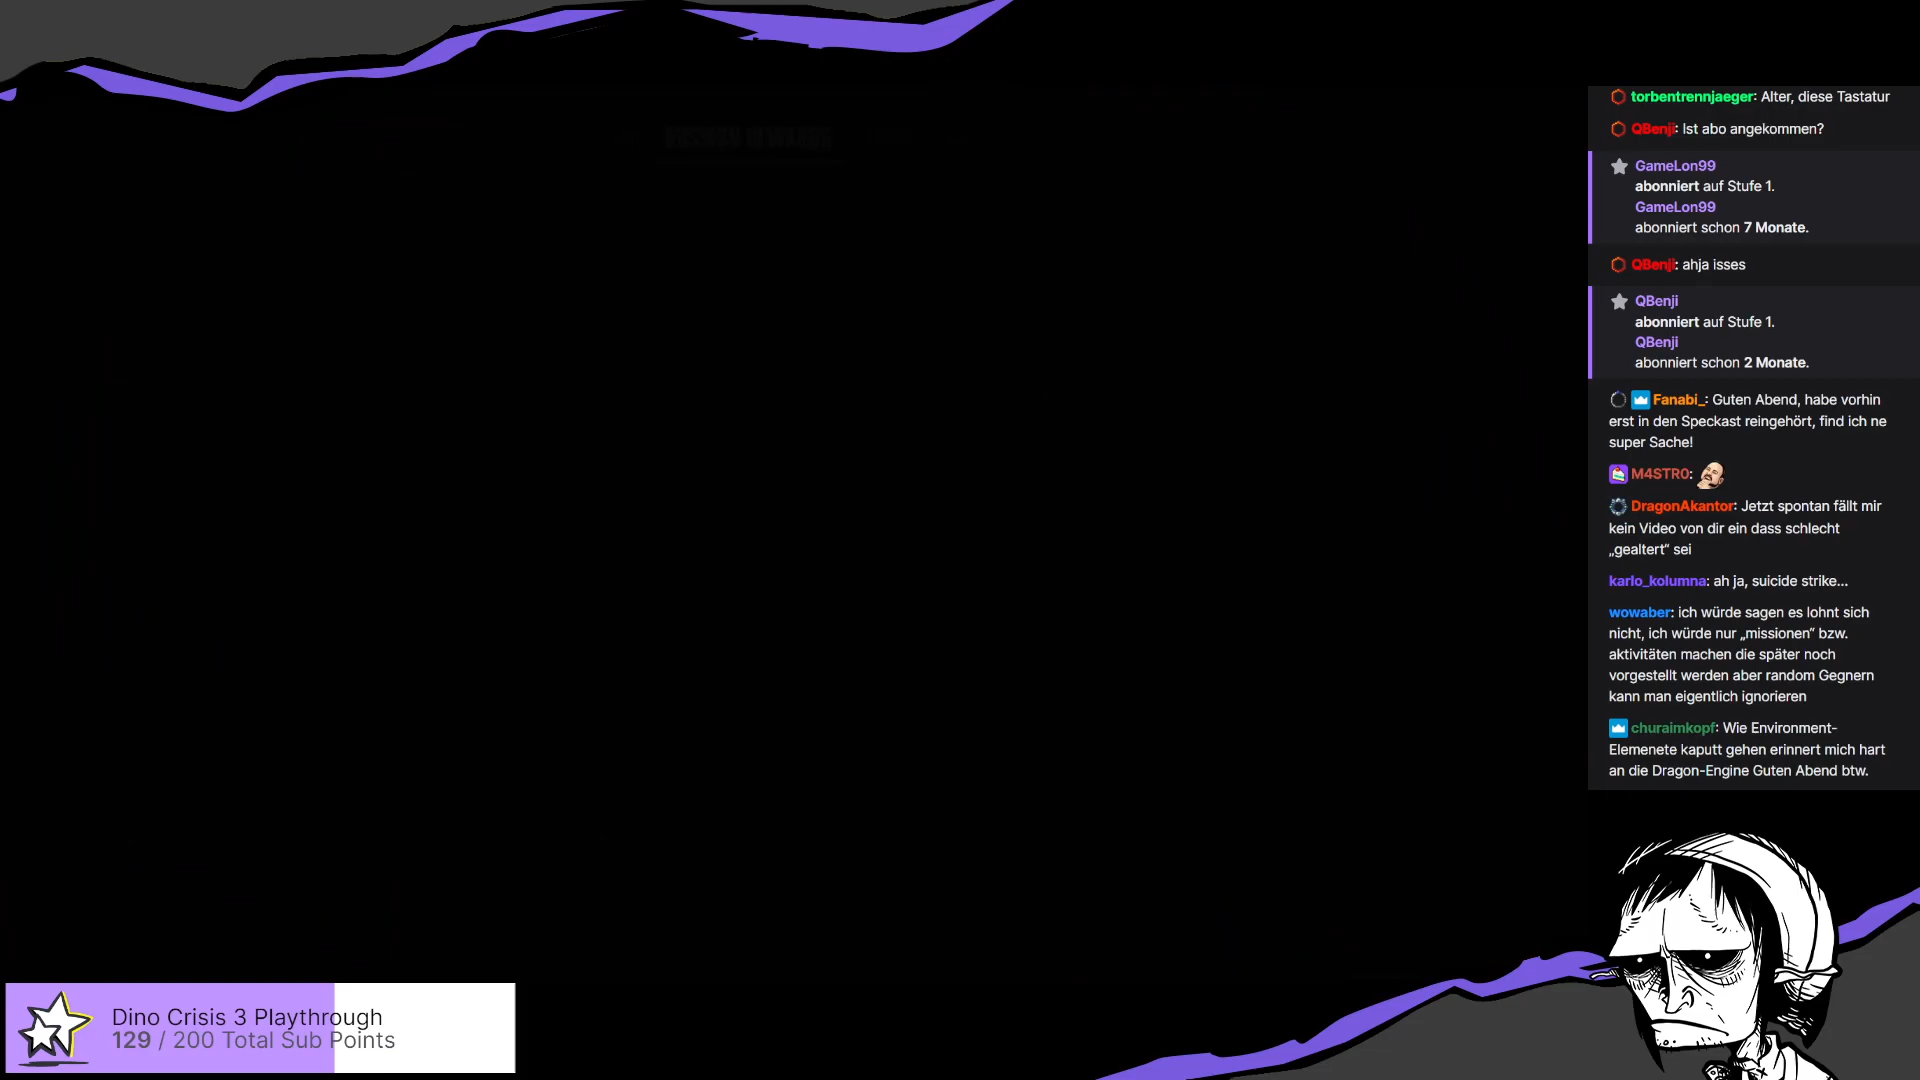 torbentrennjaeger: Alter, diese Tastatur
QBenji: Ist abo angekommen?
GameLon99
abonniert auf Stufe 1.
GameLon99
abonniert schon 7 Monate.
QBenji: ahja isses
QBenji
abonniert auf Stufe 1.
QBenji
abonniert schon 2 Monate.
Fanabi_: Guten Abend, habe vorhin
erst in den Speckast reingehört, find ich ne
super Sache!
M4STR0:
DragonAkantor: Jetzt spontan fällt mir
kein Video von dir ein dass schlecht
„gealtert“ sei
karlo_kolumna: ah ja, suicide strike...
wowaber: ich würde sagen es lohnt sich
nicht, ich würde nur „missionen“ bzw.
aktivitäten machen die später noch
vorgestellt werden aber random Gegnern
kann man eigentlich ignorieren
churaimkopf: Wie Environment-
Elemenete kaputt gehen erinnert mich hart
an die Dragon-Engine Guten Abend btw.
Dino Crisis 3 Playthrough
129 / 200 Total Sub Points